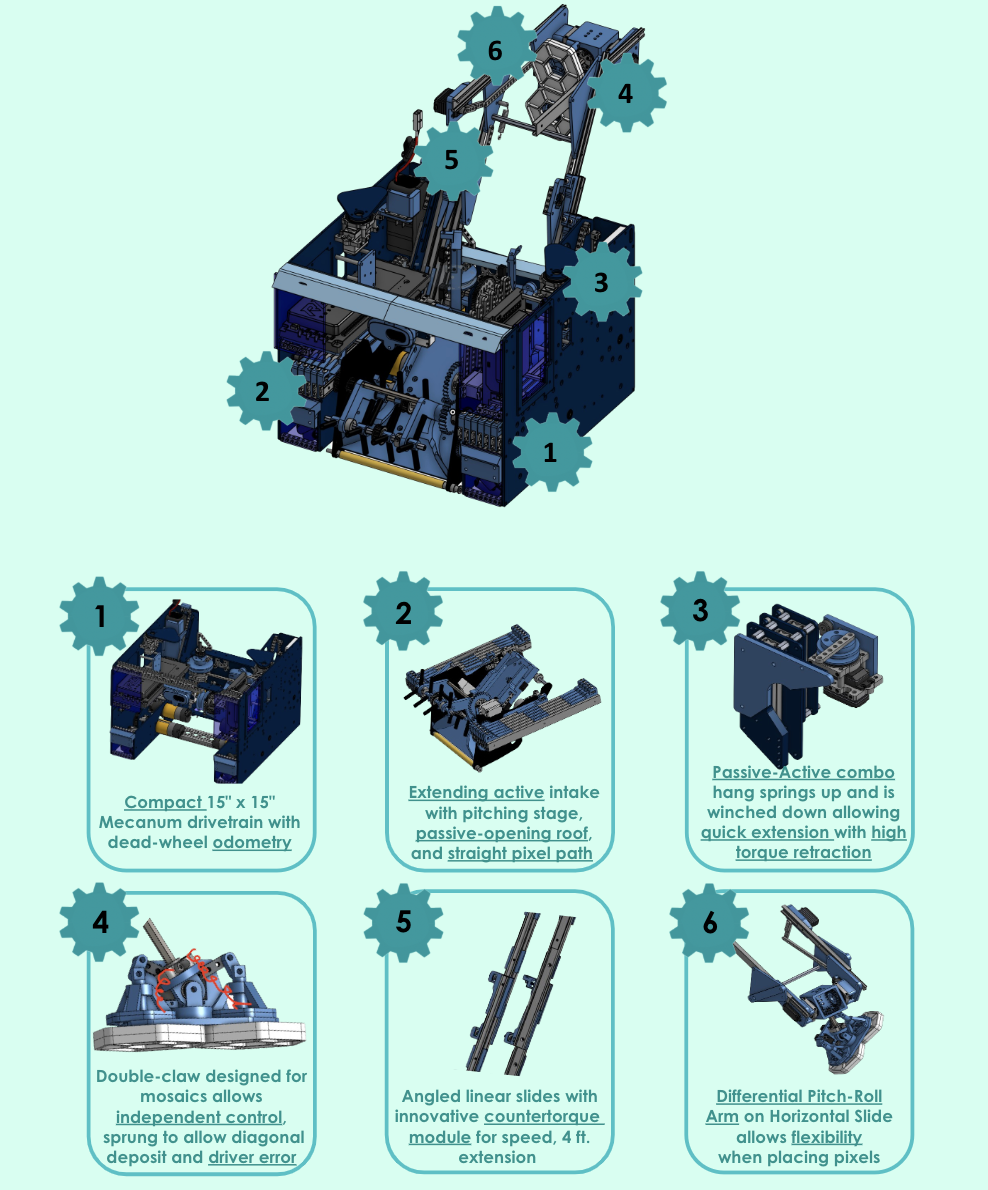 6
4
5
3
2
1
1
Compact 15" x 15"
Mecanum drivetrain with
dead-wheel odometry
2
Extending active intake
with pitching stage,
passive-opening roof,
and straight pixel path
3
Passive-Active combo
hang springs up and is
winched down allowing
quick extension with high
torque retraction
4
Double-claw designed for
mosaics allows
independent control,
sprung to allow diagonal
deposit and driver error
5
Angled linear slides with
innovative countertorque
module for speed, 4 ft.
extension
6
Differential Pitch-Roll
Arm on Horizontal Slide
allows flexibility
when placing pixels